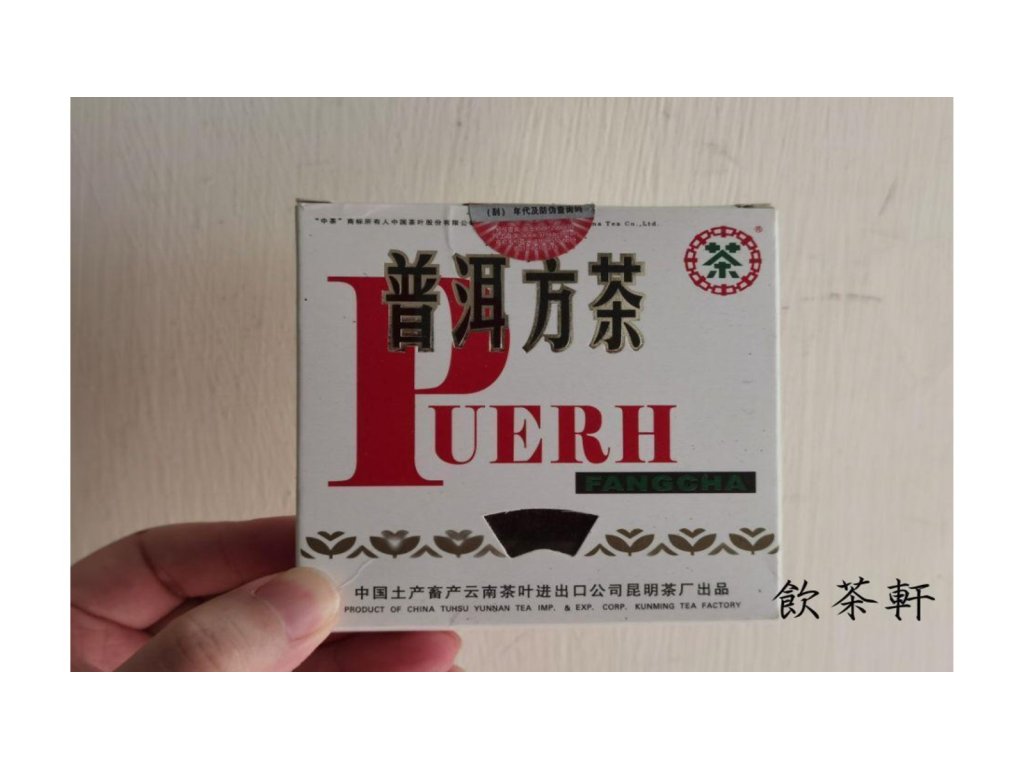 (刮) 年代及防伪查询码
"中茶"商标所有人中国茶叶股份有限公
na Tea Co.,Ltd.
茶
®
普洱方茶
PUERH
FANGCHA
中国土产畜产云南茶叶进出口公司昆明茶厂出品
PRODUCT OF CHINA TUHSU YUNNAN TEA IMP. & EXP. CORP. KUNMING TEA FACTORY
飲茶軒